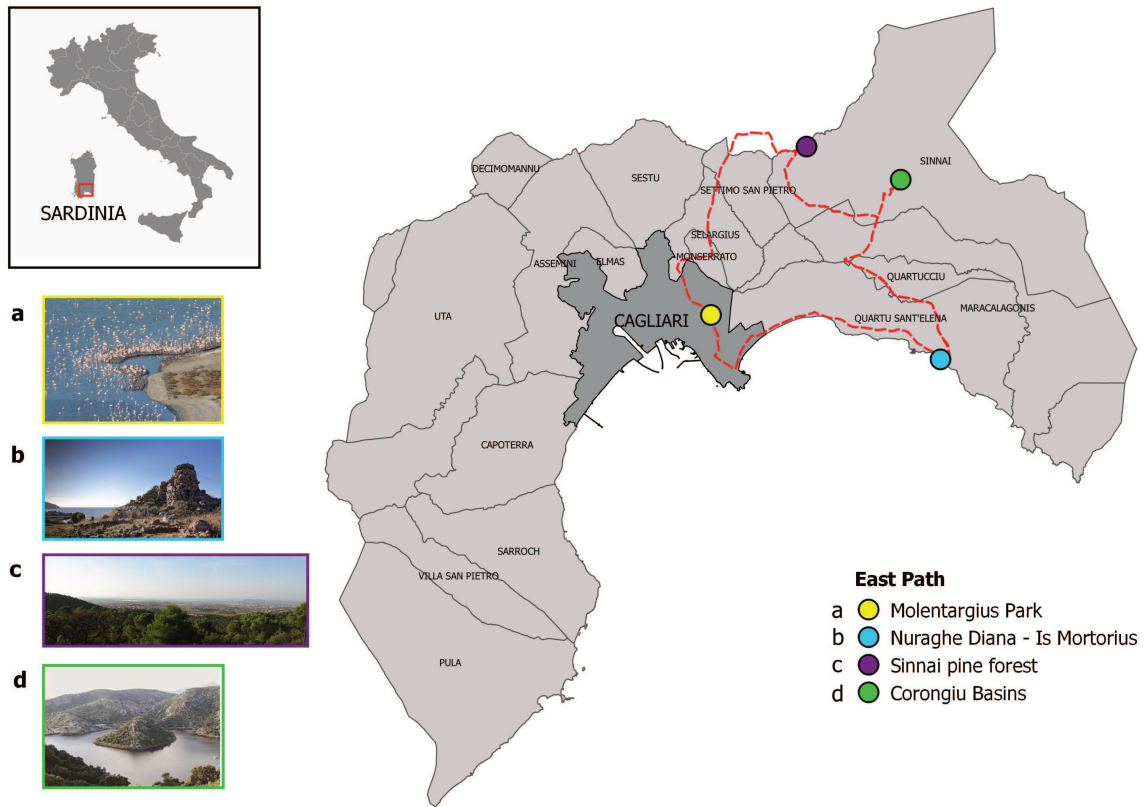 SARDINIA
a
b
c
d
DECIMOMANNU
SESTU
SETTIMO SAN PIETRO
SINNAI
SELARGIUS
MONSERRATO
ASSEMINI
ELMAS
UTA
CAGLIARI
QUARTUCCIU
MARACALAGONIS
QUARTU SANT'ELENA
CAPOTERRA
SARROCH
VILLA SAN PIETRO
PULA
East Path
a Molentargius Park
b Nuraghe Diana - Is Mortorius
c Sinnai pine forest
d Corongiu Basins